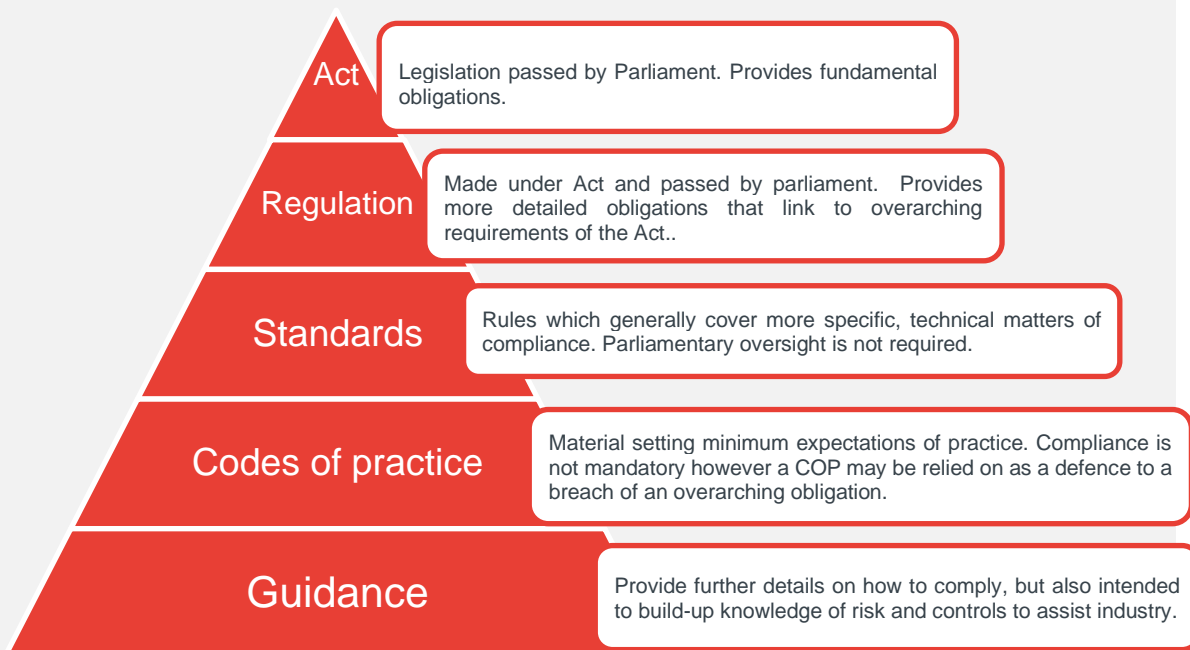 Act
Legislation passed by Parliament. Provides fundamental
obligations.
Regulation
Made under Act and passed by parliament. Provides
more detailed obligations that link to overarching
requirements of the Act..
Standards
Rules which generally cover more specific, technical matters of
compliance. Parliamentary oversight is not required.
Codes of practice
Material setting minimum expectations of practice. Compliance is
not mandatory however a COP may be relied on as a defence to a
breach of an overarching obligation.
Guidance
Provide further details on how to comply, but also intended
to build-up knowledge of risk and controls to assist industry.